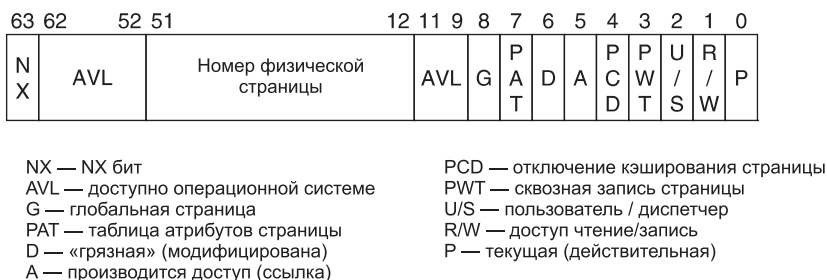 63 62 52 51 12 11 9 8 7 6 5 4 3 2 1 0
NX AVL Номер физической страницы AVL G PAT D A PCD PWT U/S R/W P
NX — NX бит
AVL — доступно операционной системе
G — глобальная страница
PAT — таблица атрибутов страницы
D — «грязная» (модифицирована)
A — производится доступ (ссылка)
PCD — отключение кэширования страницы
PWT — сквозная запись страницы
U/S — пользователь / диспетчер
R/W — доступ чтение/запись
P — текущая (действительная)